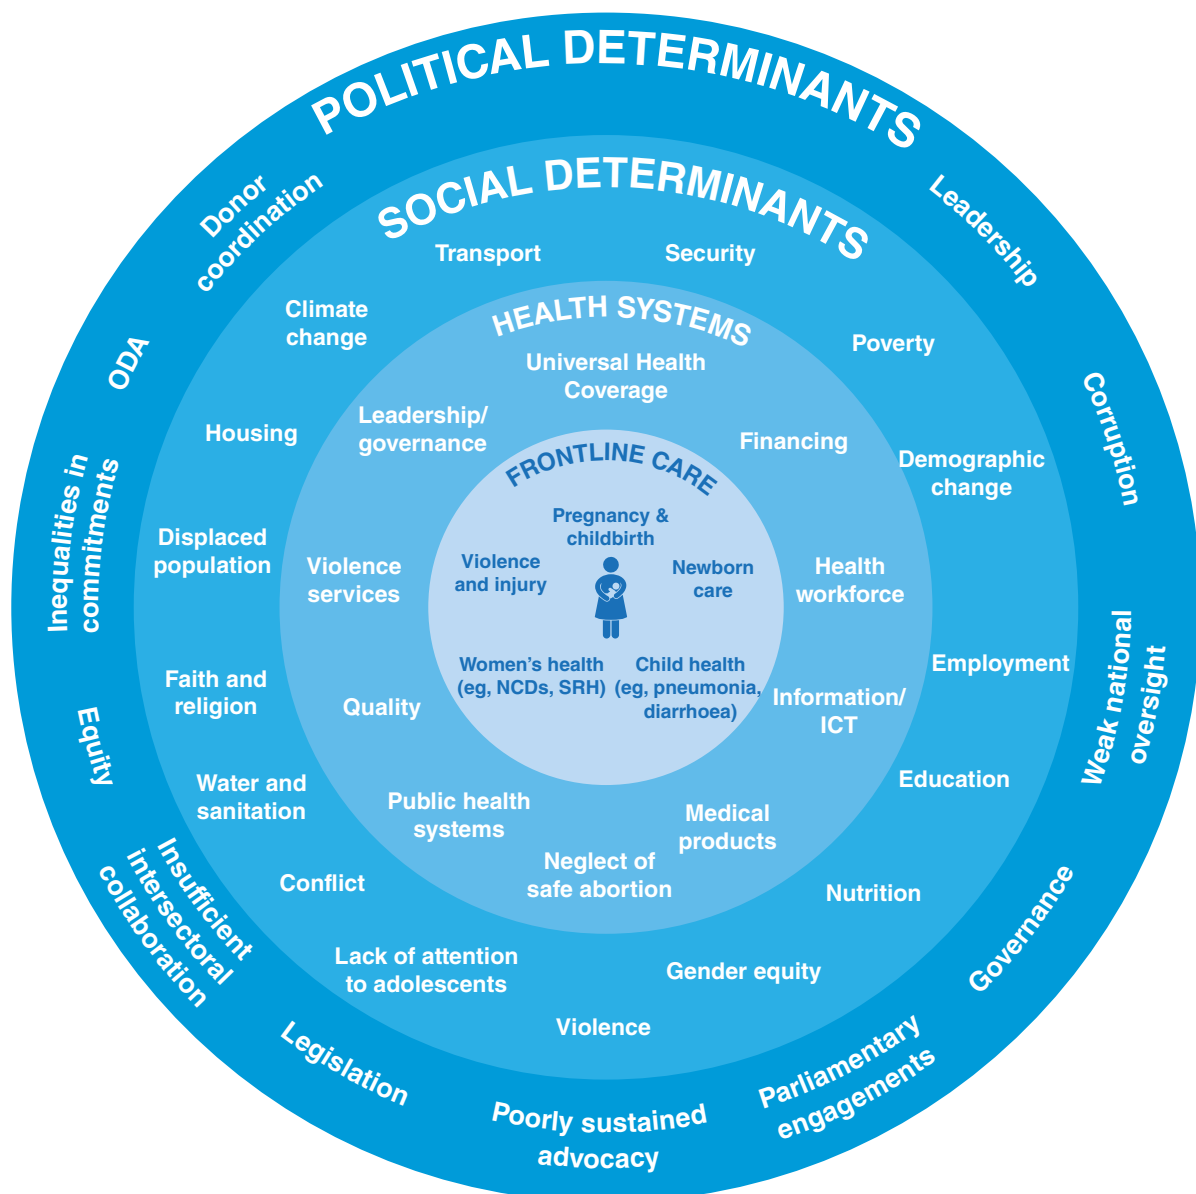 POLITICAL DETERMINANTS
Leadership
Corruption
Weak national
oversight
Governance
Parliamentary
engagements
Poorly sustained
advocacy
Legislation
Insufficient
intersectoral
collaboration
Equity
Inequalities in
commitments
ODA
Donor
coordination
SOCIAL DETERMINANTS
Transport
Security
Poverty
Demographic
change
Employment
Education
Nutrition
Gender equity
Violence
Lack of attention
to adolescents
Conflict
Water and
sanitation
Faith and
religion
Displaced
population
Housing
Climate
change
HEALTH SYSTEMS
Universal Health
Coverage
Financing
Health
workforce
Information/
ICT
Medical
products
Neglect of
safe abortion
Public health
systems
Quality
Violence
services
Leadership/
governance
FRONTLINE CARE
Pregnancy &
childbirth
Newborn
care
Child health
(eg, pneumonia,
diarrhoea)
Women’s health
(eg, NCDs, SRH)
Violence
and injury